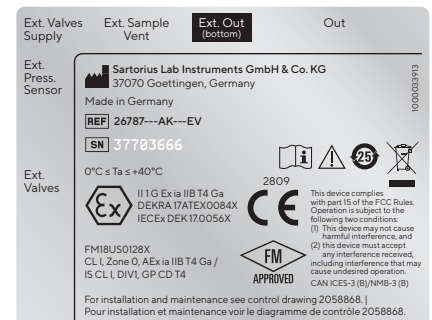 Ext. Valves Supply
Ext. Sample Vent
Ext. Out (bottom)
Out
Ext. Press. Sensor
Sartorius Lab Instruments GmbH & Co. KG
37070 Goettingen, Germany
Made in Germany
REF 26787---AK---EV
SN 37703666
1000033913
0°C ≤ Ta ≤ +40°C
25
Ext. Valves
Ex
II 1 G Ex ia IIB T4 Ga
DEKRA 17ATEX0084X
IECEx DEK 17.0056X
2809
CE
This device complies
with part 15 of the FCC Rules.
Operation is subject to the
following two conditions:
(1) This device may not cause
harmful interference, and
(2) this device must accept
any interference received,
including interference that may
cause undesired operation.
CAN ICES-3 (B)/NMB-3 (B)
FM18US0128X
CL I, Zone 0, AEx ia IIB T4 Ga /
IS CL I, DIV1, GP CD T4
FM
APPROVED
For installation and maintenance see control drawing 2058868. |
Pour installation et maintenance voir le diagramme de contrôle 2058868.